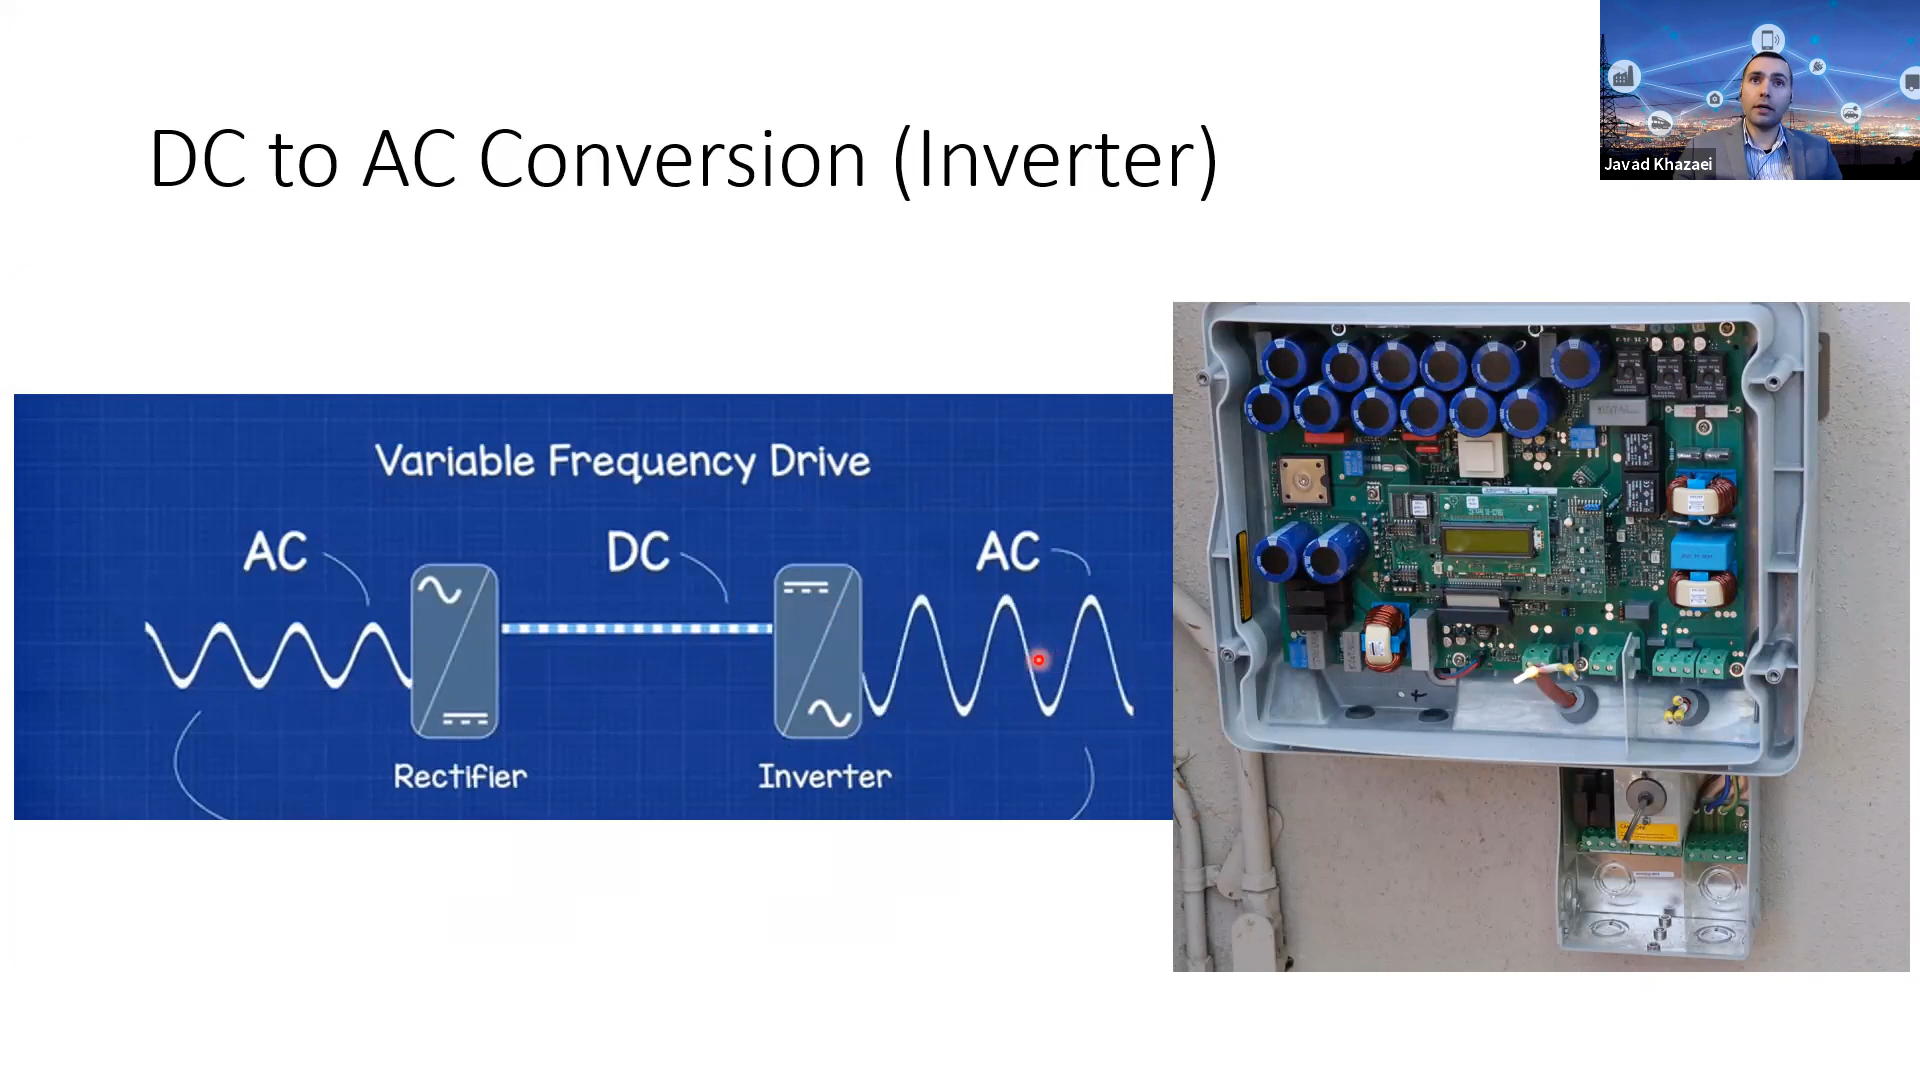 DC to AC Conversion (Inverter)
Javad Khazaei
Variable Frequency Drive
AC
DC
AC
Rectifier
Inverter